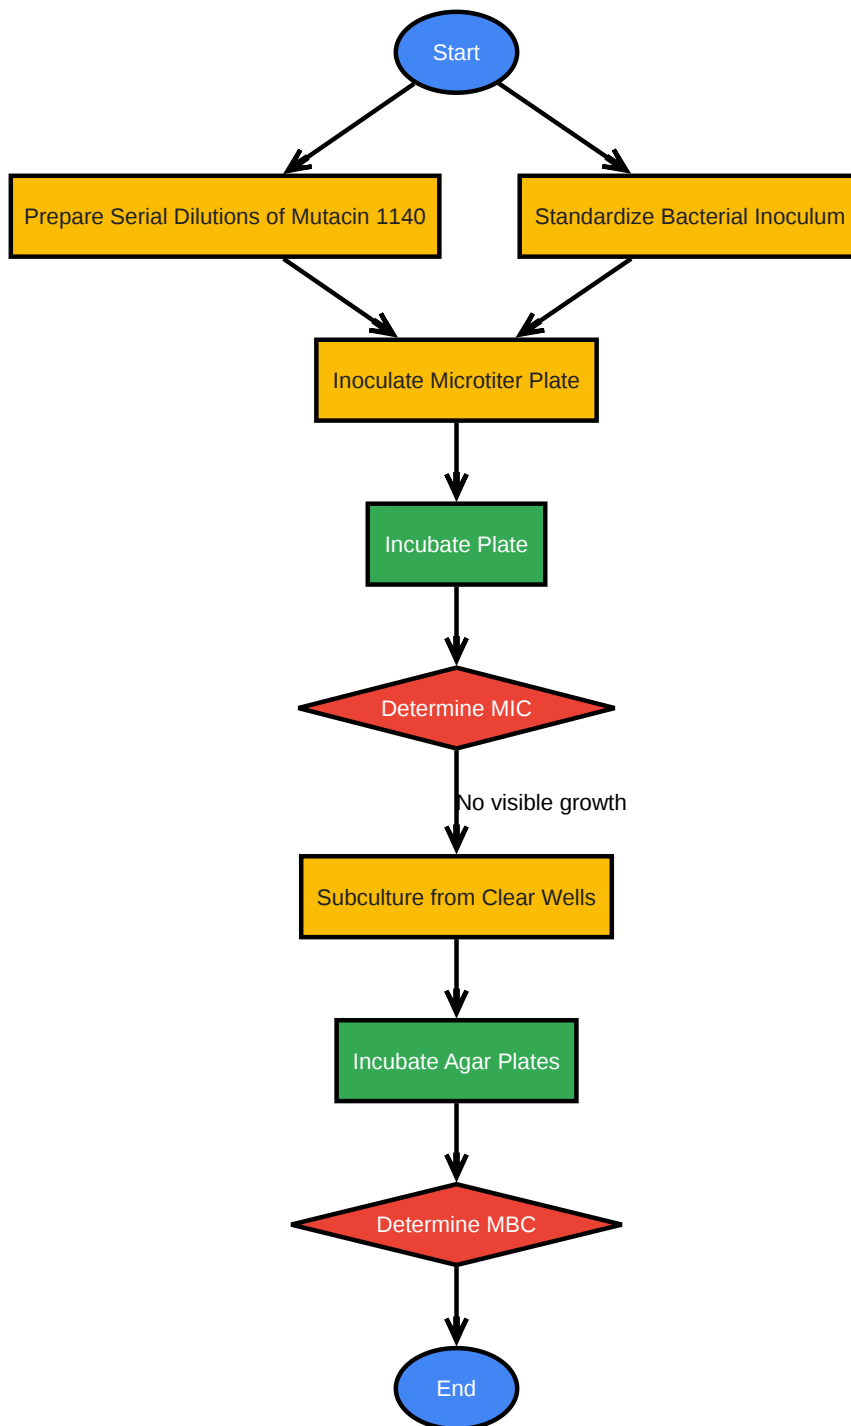 Start
Prepare Serial Dilutions of Mutacin 1140
Standardize Bacterial Inoculum
Inoculate Microtiter Plate
Incubate Plate
Determine MIC
No visible growth
Subculture from Clear Wells
Incubate Agar Plates
Determine MBC
End